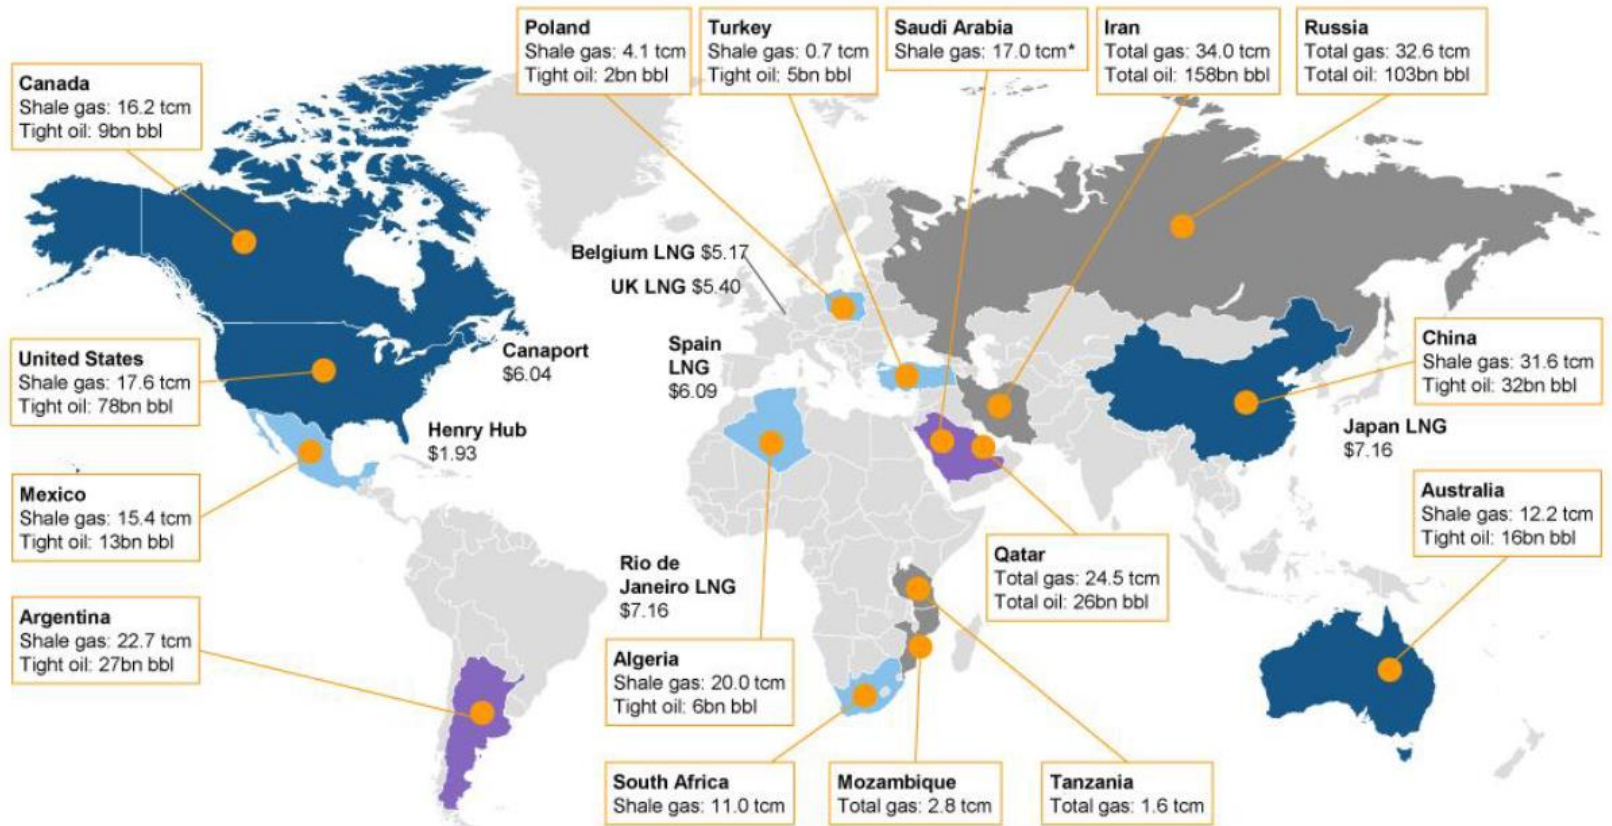 Poland
Shale gas: 4.1 tcm
Tight oil: 2bn bbl
Turkey
Shale gas: 0.7 tcm
Tight oil: 5bn bbl
Saudi Arabia
Shale gas: 17.0 tcm*
Iran
Total gas: 34.0 tcm
Total oil: 158bn bbl
Russia
Total gas: 32.6 tcm
Total oil: 103bn bbl
Canada
Shale gas: 16.2 tcm
Tight oil: 9bn bbl
Belgium LNG $5.17
UK LNG $5.40
United States
Shale gas: 17.6 tcm
Tight oil: 78bn bbl
Canaport
$6.04
Spain
LNG
$6.09
China
Shale gas: 31.6 tcm
Tight oil: 32bn bbl
Henry Hub
$1.93
Japan LNG
$7.16
Mexico
Shale gas: 15.4 tcm
Tight oil: 13bn bbl
Australia
Shale gas: 12.2 tcm
Tight oil: 16bn bbl
Rio de
Janeiro LNG
$7.16
Qatar
Total gas: 24.5 tcm
Total oil: 26bn bbl
Argentina
Shale gas: 22.7 tcm
Tight oil: 27bn bbl
Algeria
Shale gas: 20.0 tcm
Tight oil: 6bn bbl
South Africa
Shale gas: 11.0 tcm
Mozambique
Total gas: 2.8 tcm
Tanzania
Total gas: 1.6 tcm